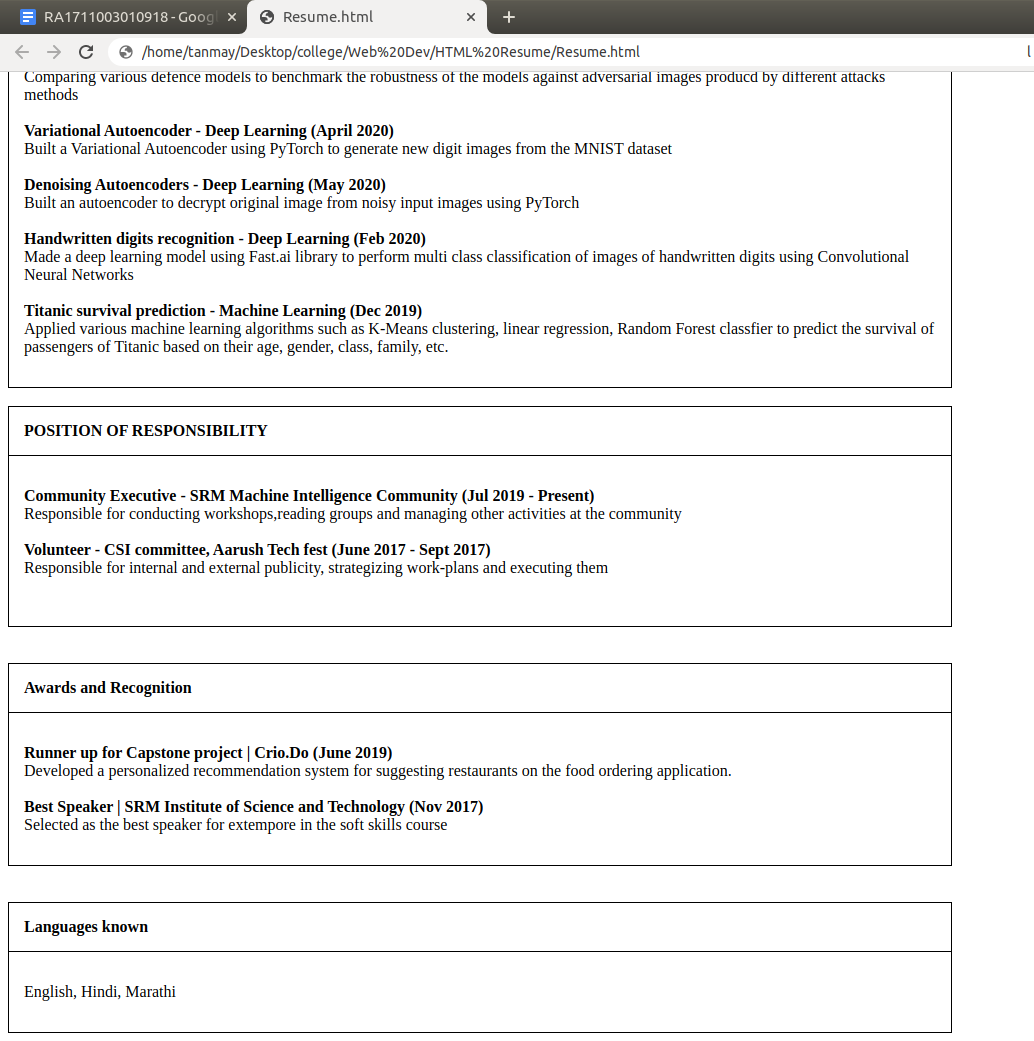 RA1711003010918 - Goog
Resume.html
/home/tanmay/Desktop/college/Web%20Dev/HTML%20Resume/Resume.html
Comparing various defence models to benchmark the robustness of the models against adversarial images producd by different attacks
methods
Variational Autoencoder - Deep Learning (April 2020)
Built a Variational Autoencoder using PyTorch to generate new digit images from the MNIST dataset
Denoising Autoencoders - Deep Learning (May 2020)
Built an autoencoder to decrypt original image from noisy input images using PyTorch
Handwritten digits recognition - Deep Learning (Feb 2020)
Made a deep learning model using Fast.ai library to perform multi class classification of images of handwritten digits using Convolutional
Neural Networks
Titanic survival prediction - Machine Learning (Dec 2019)
Applied various machine learning algorithms such as K-Means clustering, linear regression, Random Forest classfier to predict the survival of
passengers of Titanic based on their age, gender, class, family, etc.
POSITION OF RESPONSIBILITY
Community Executive - SRM Machine Intelligence Community (Jul 2019 - Present)
Responsible for conducting workshops,reading groups and managing other activities at the community
Volunteer - CSI committee, Aarush Tech fest (June 2017 - Sept 2017)
Responsible for internal and external publicity, strategizing work-plans and executing them
Awards and Recognition
Runner up for Capstone project | Crio.Do (June 2019)
Developed a personalized recommendation system for suggesting restaurants on the food ordering application.
Best Speaker | SRM Institute of Science and Technology (Nov 2017)
Selected as the best speaker for extempore in the soft skills course
Languages known
English, Hindi, Marathi